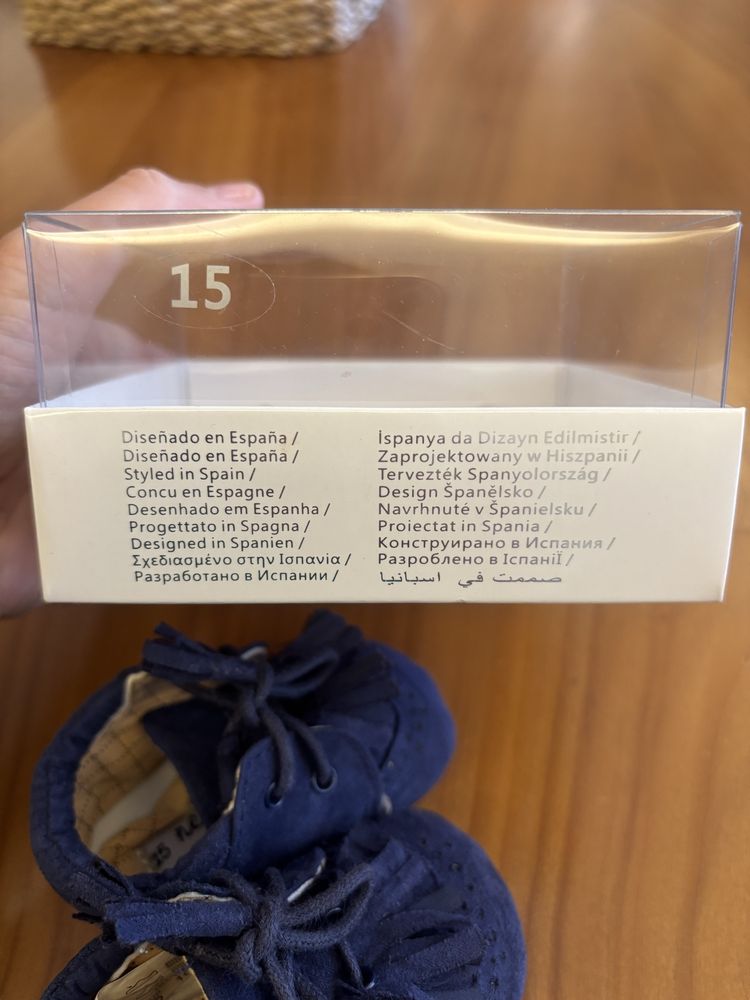 15
Diseñado en España /
Diseñado en España /
Styled in Spain /
Concu en Espagne /
Desenhado em Espanha /
Progettato in Spagna /
Designed in Spanien /
Σχεδιασμένο στην Ισπανία /
Разработано в Испании /
İspanya da Dizayn Edilmistir /
Zaprojektowany w Hiszpanii /
Tervezték Spanyolország /
Design Španělsko /
Navrhnuté v Španielsku /
Proiectat in Spania /
Конструирано в Испания /
Разроблено в Іспаніï /
صممت في اسبانيا